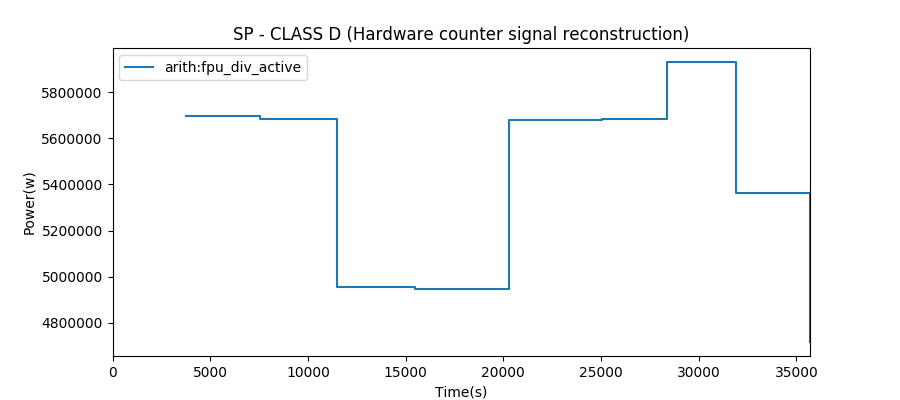 SP - CLASS D (Hardware counter signal reconstruction)
arith:fpu_div_active
Power(w)
5800000
5600000
5400000
5200000
5000000
4800000
0 5000 10000 15000 20000 25000 30000 35000
Time(s)